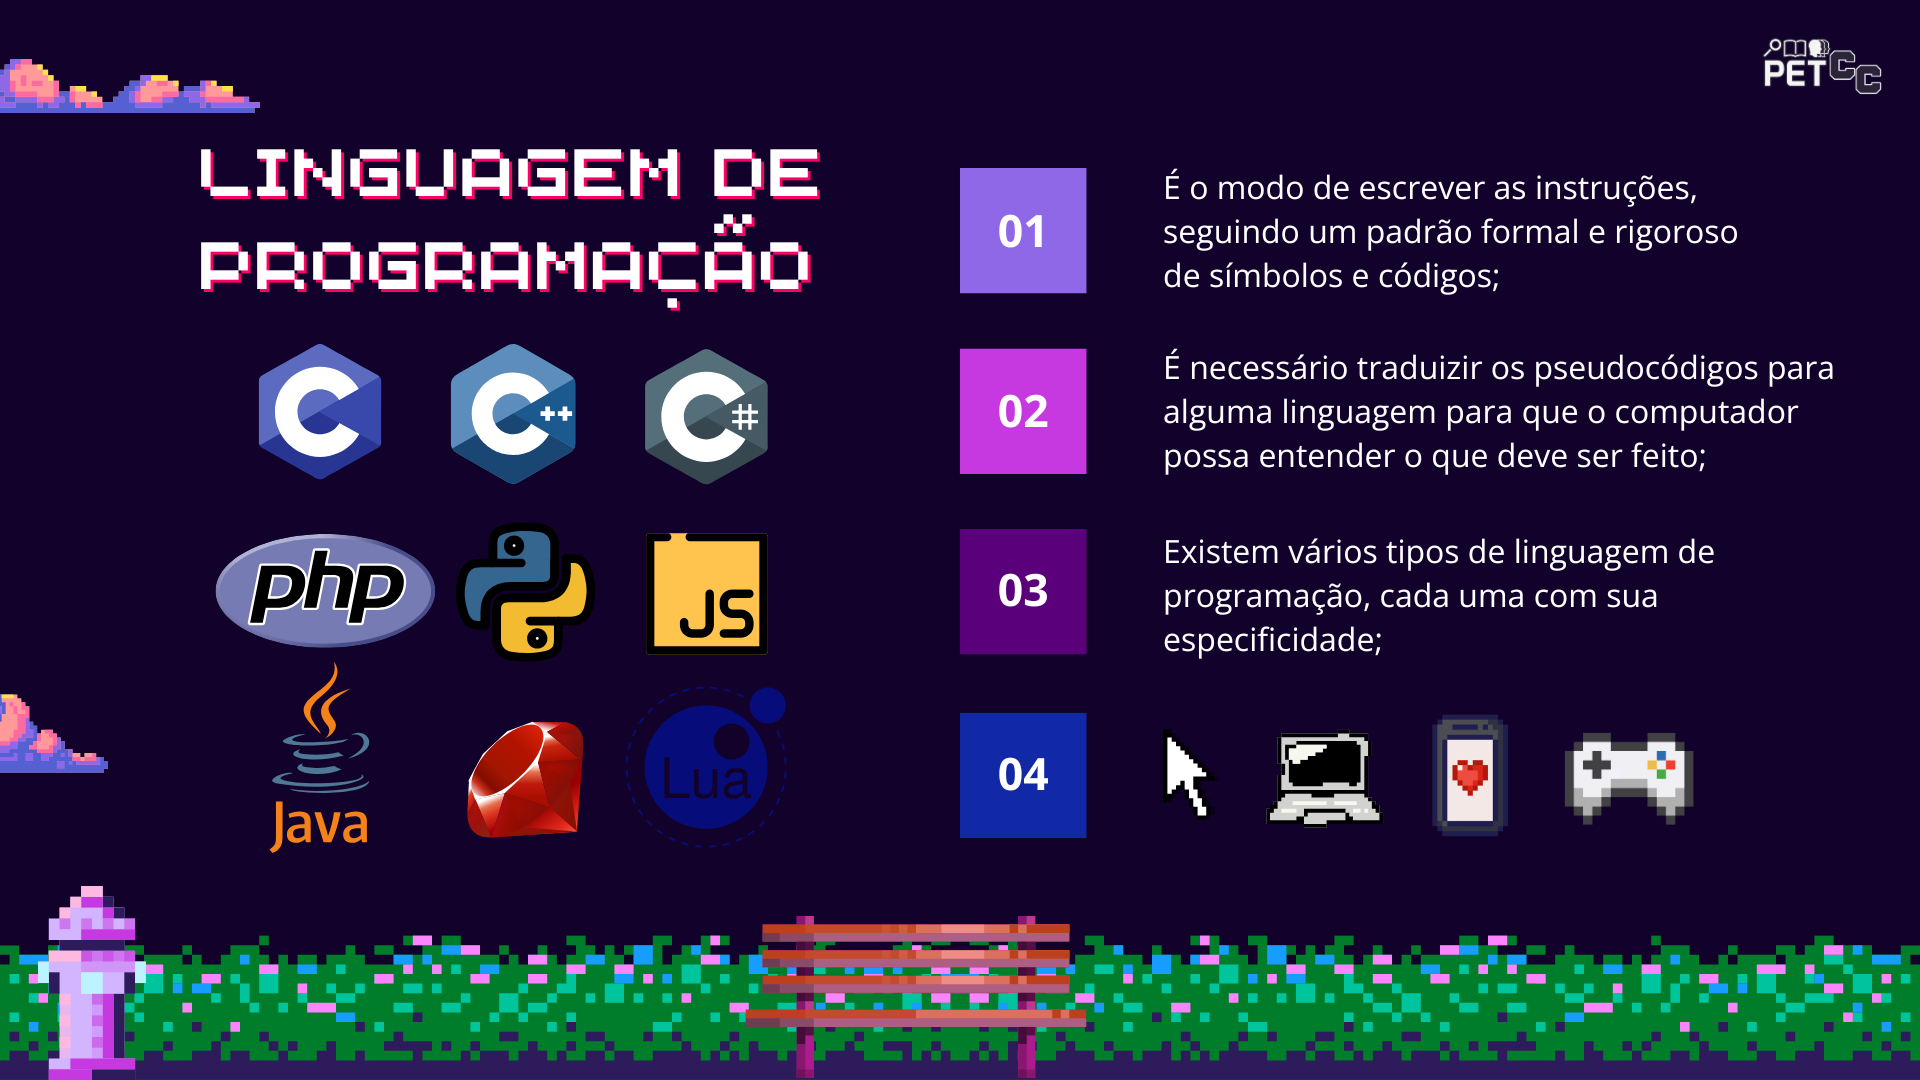 PET CC
LINGUAGEM DE
PROGRAMAÇÃO
C
C++
C#
php
JS
Java
Lua
01
É o modo de escrever as instruções,
seguindo um padrão formal e rigoroso
de símbolos e códigos;
02
É necessário traduizir os pseudocódigos para
alguma linguagem para que o computador
possa entender o que deve ser feito;
03
Existem vários tipos de linguagem de
programação, cada uma com sua
especificidade;
04